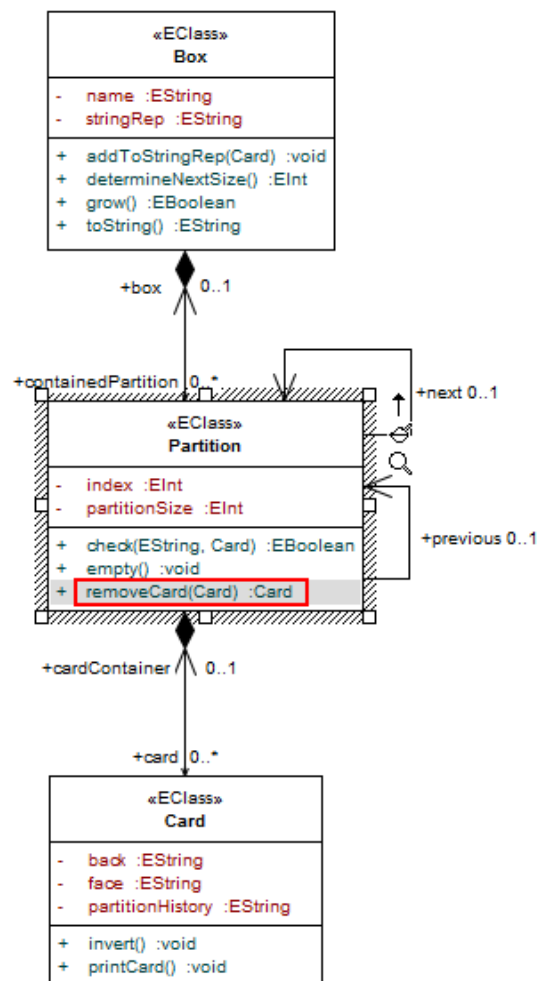 «EClass»
Box
- name :EString
- stringRep :EString
+ addToStringRep(Card) :void
+ determineNextSize() :EInt
+ grow() :EBoolean
+ toString() :EString
+box 0..1
+containedPartition 0..*
+next 0..1
«EClass»
Partition
- index :EInt
- partitionSize :EInt
+ check(EString, Card) :EBoolean
+ empty() :void
+ removeCard(Card) :Card
+previous 0..1
+cardContainer 0..1
+card 0..*
«EClass»
Card
- back :EString
- face :EString
- partitionHistory :EString
+ invert() :void
+ printCard() :void